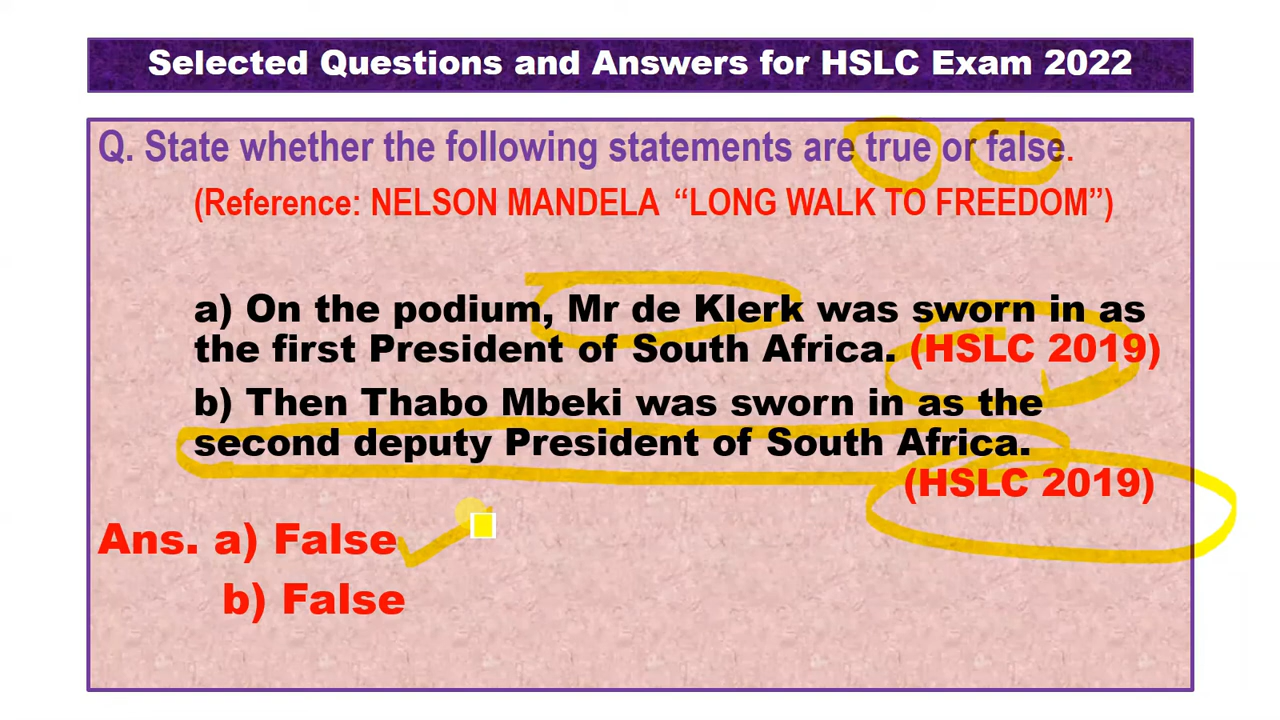 Selected Questions and Answers for HSLC Exam 2022
Q. State whether the following statements are true or false.
(Reference: NELSON MANDELA “LONG WALK TO FREEDOM”)
a) On the podium, Mr de Klerk was sworn in as
the first President of South Africa. (HSLC 2019)
b) Then Thabo Mbeki was sworn in as the
second deputy President of South Africa.
(HSLC 2019)
Ans. a) False
b) False